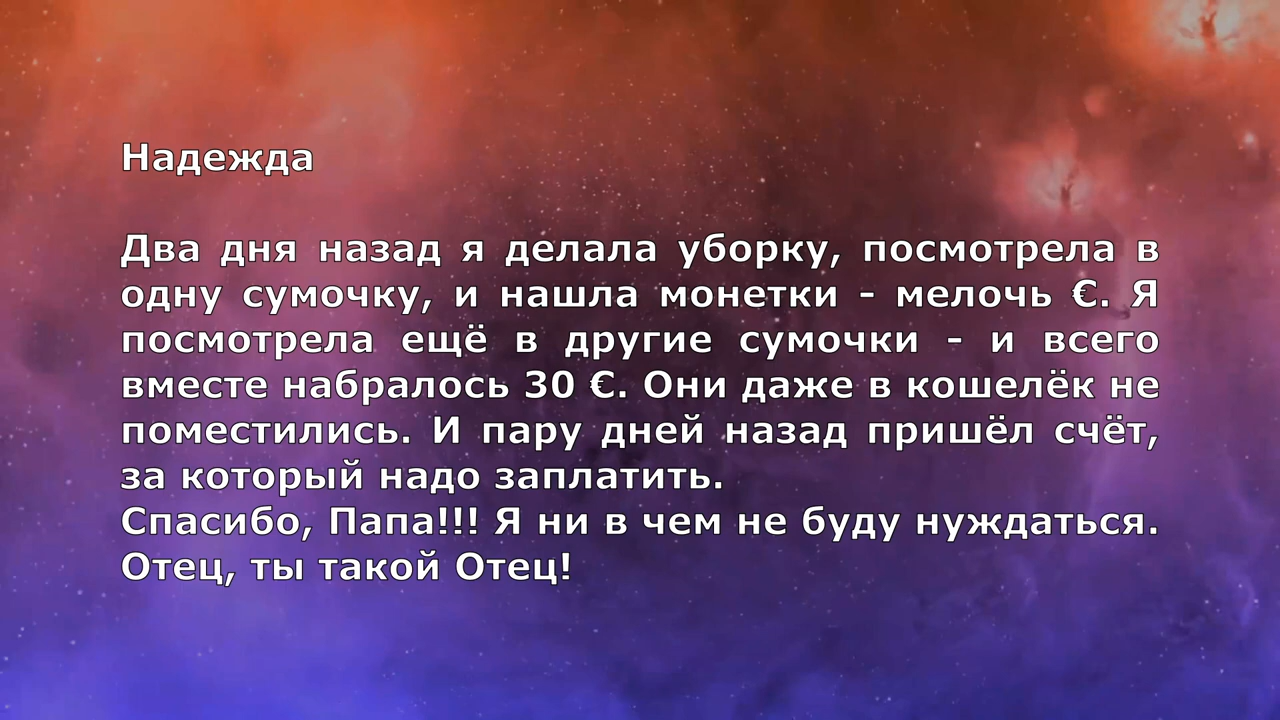 Надежда
Два дня назад я делала уборку, посмотрела в
одну сумочку, и нашла монетки - мелочь €. Я
посмотрела ещё в другие сумочки - и всего
вместе набралось 30 €. Они даже в кошелёк не
поместились. И пару дней назад пришёл счёт,
за который надо заплатить.
Спасибо, Папа!!! Я ни в чем не буду нуждаться.
Отец, ты такой Отец!